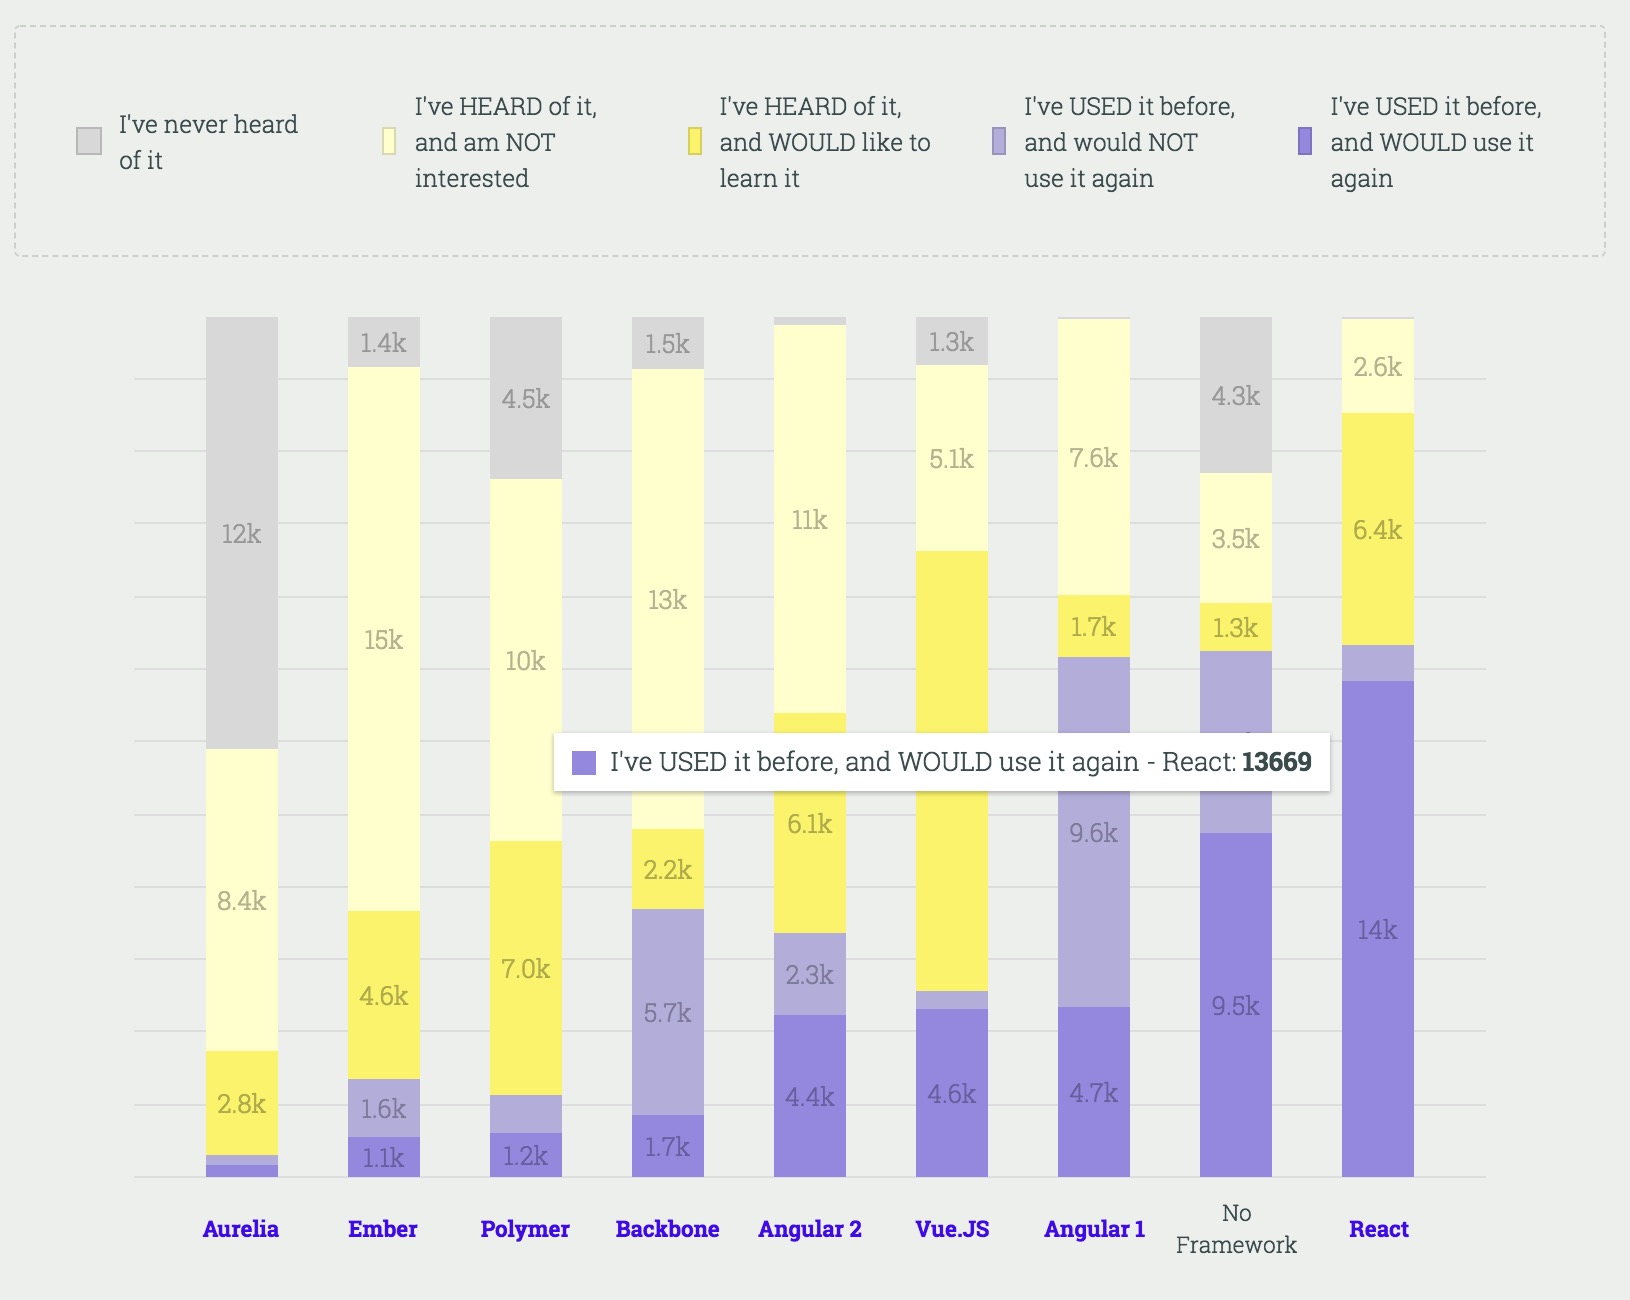 I've never heard
of it
I've HEARD of it,
and am NOT
interested
I've HEARD of it,
and WOULD like to
learn it
I've USED it before,
and would NOT
use it again
I've USED it before,
and WOULD use it
again
12k
8.4k
2.8k
1.4k
15k
4.6k
1.6k
1.1k
4.5k
10k
7.0k
1.2k
1.5k
13k
2.2k
5.7k
1.7k
11k
6.1k
2.3k
4.4k
1.3k
5.1k
4.6k
7.6k
1.7k
9.6k
4.7k
4.3k
3.5k
1.3k
9.5k
2.6k
6.4k
14k
I've USED it before, and WOULD use it again - React: 13669
Aurelia
Ember
Polymer
Backbone
Angular 2
Vue.JS
Angular 1
No
Framework
React